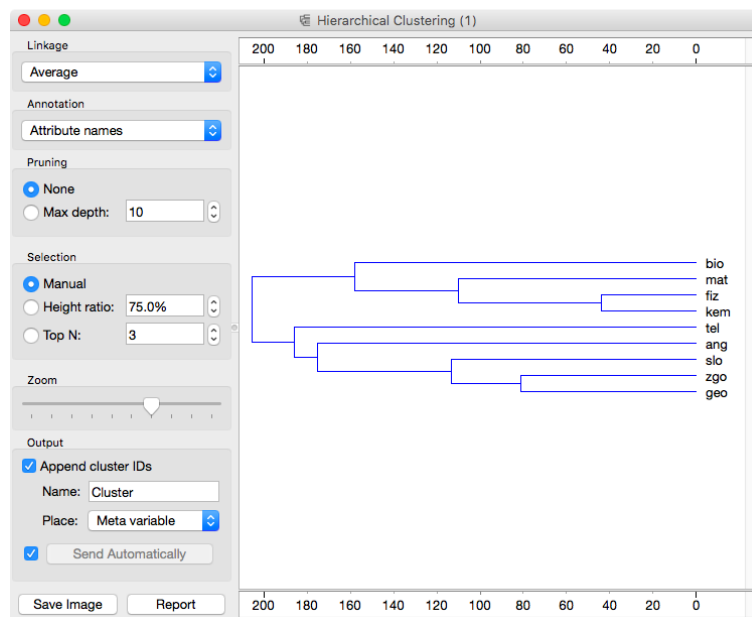 Hierarchical Clustering (1)
Linkage
Average
Annotation
Attribute names
Pruning
None
Max depth: 10
Selection
Manual
Height ratio: 75.0%
Top N: 3
Zoom
Output
Append cluster IDs
Name: Cluster
Place: Meta variable
Send Automatically
Save Image Report
200 180 160 140 120 100 80 60 40 20 0
bio
mat
fiz
kem
tel
ang
slo
zgo
geo
200 180 160 140 120 100 80 60 40 20 0